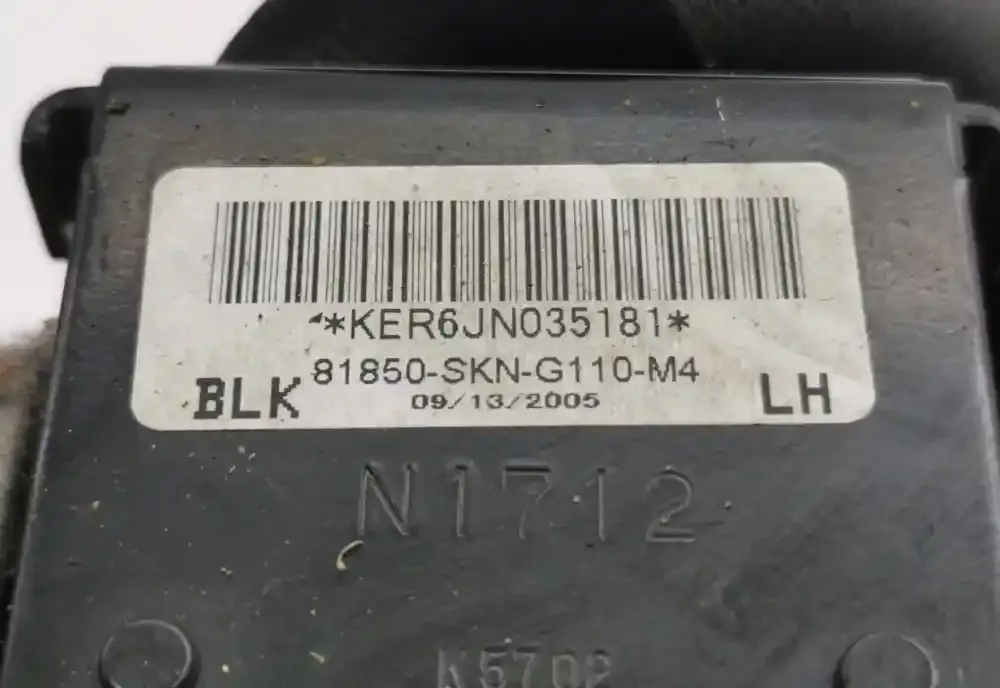 *KER6JN035181*
81850-SKN-G110-M4
BLK 09/13/2005 LH
N1712